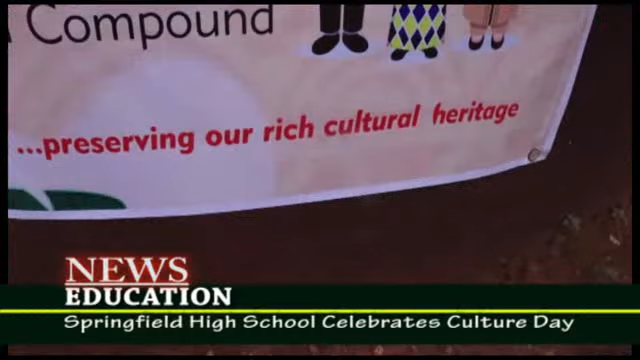 Compound
...preserving our rich cultural heritage
NEWS
EDUCATION
Springfield High School Celebrates Culture Day